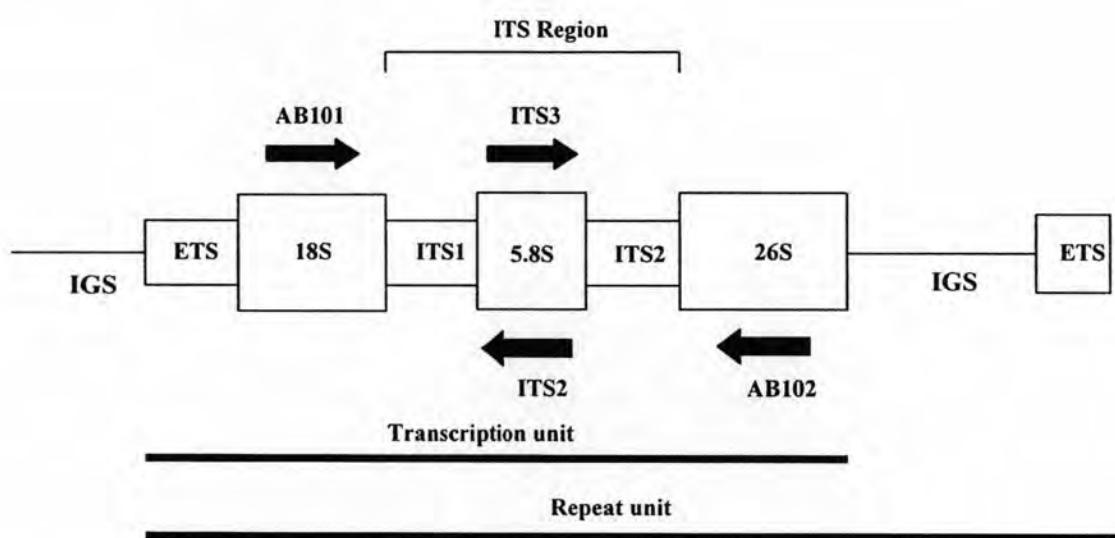 ITS Region
AB101 ITS3
ETS 18S ITS1 5.8S ITS2 26S ETS
IGS IGS
ITS2 AB102
Transcription unit
Repeat unit